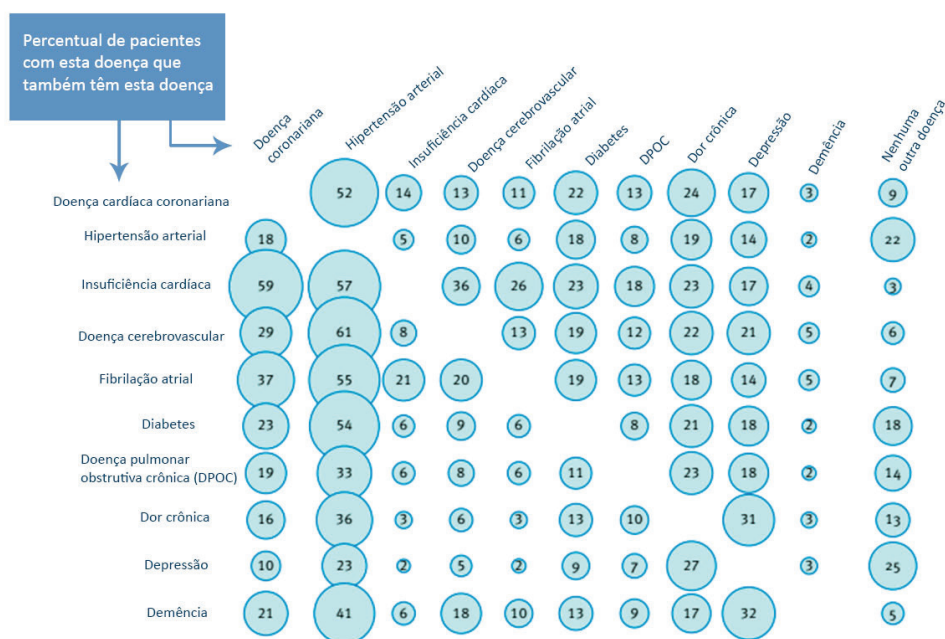 Percentual de pacientes
com esta doença que
também têm esta doença
Doença
coronariana
Hipertensão arterial
Insuficiência cardíaca
Doença cerebrovascular
Fibrilação atrial
Diabetes
DPOC
Dor crônica
Depressão
Demência
Nenhuma
outra doença
Doença cardíaca coronariana 52 14 13 11 22 13 24 17 3 9
Hipertensão arterial 18 5 10 6 18 8 19 14 2 22
Insuficiência cardíaca 59 57 36 26 23 18 23 17 4 3
Doença cerebrovascular 29 61 8 13 19 12 22 21 5 6
Fibrilação atrial 37 55 21 20 19 13 18 14 5 7
Diabetes 23 54 6 9 6 8 21 18 2 18
Doença pulmonar
obstrutiva crônica (DPOC) 19 33 6 8 6 11 23 18 2 14
Dor crônica 16 36 3 6 3 13 10 31 3 13
Depressão 10 23 2 5 2 9 7 27 3 25
Demência 21 41 6 18 10 13 9 17 32 5